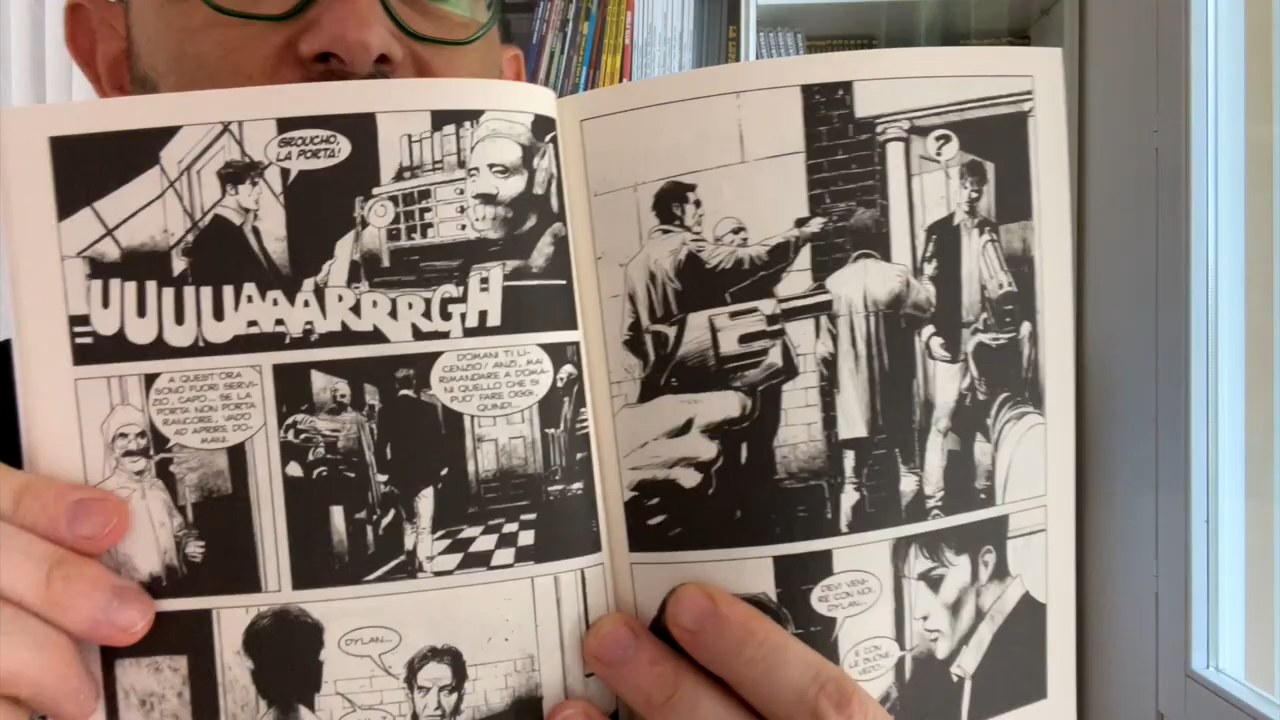 GROUCHO,
LA PORTA!
UUUUAAARRRRGH
A QUEST'ORA
SONO FUORI SERVI-
ZIO, CAPO... SE LA
PORTA NON PORTA
RANCORE, VADO
AD APRIRE DO-
MANI.
DOMANI TI LI-
CENZIO! ANZI, MAI
RIMANDARE A DOMA-
NI QUELLO CHE SI
PUO' FARE OGGI,
QUINDI...
DYLAN...
?
DEVI VENI-
RE CON NOI,
DYLAN...
E CON
LE BUONE,
VEDO...